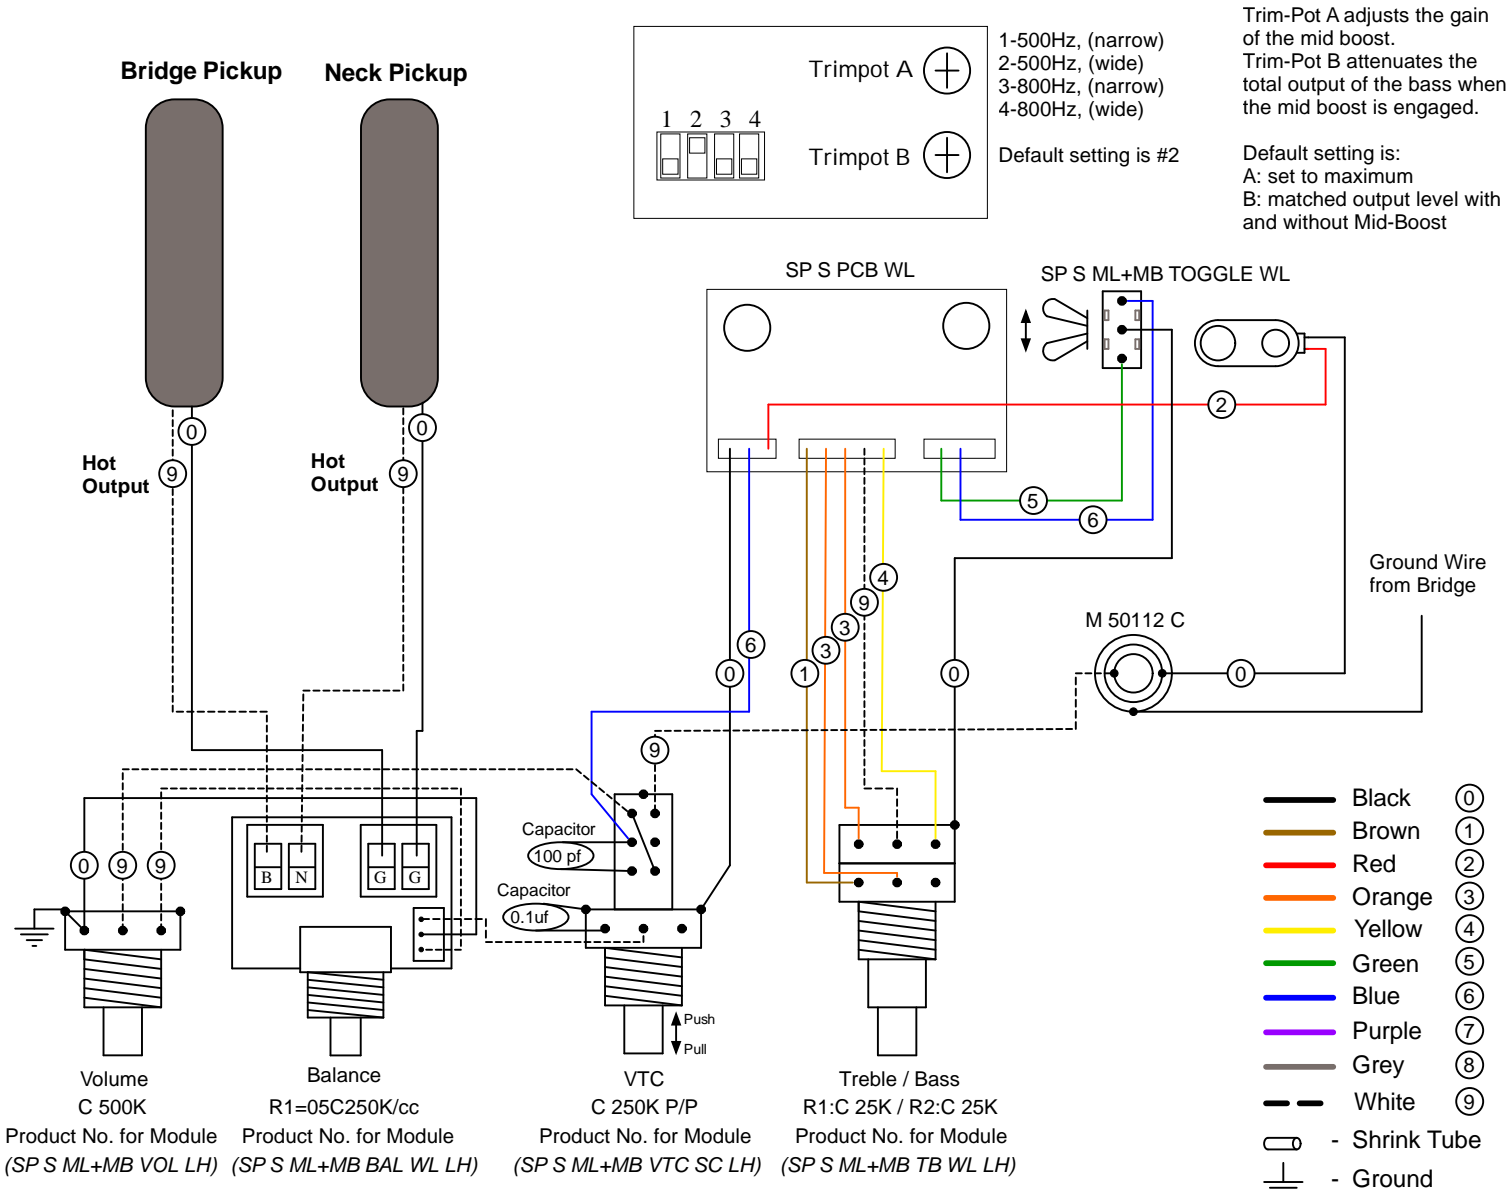 Trim-Pot A adjusts the gain
of the mid boost.
Trim-Pot B attenuates the
total output of the bass when
the mid boost is engaged.
Default setting is:
A: set to maximum
B: matched output level with
and without Mid-Boost
Bridge Pickup
Neck Pickup
Trimpot A
1-500Hz, (narrow)
2-500Hz, (wide)
3-800Hz, (narrow)
4-800Hz, (wide)
1 2 3 4
Trimpot B
Default setting is #2
SP S PCB WL
SP S ML+MB TOGGLE WL
2
0
0
Hot
Output
9
Hot
Output
9
5
6
4
9
3
3
1
6
0
0
Ground Wire
from Bridge
M 50112 C
0
9
0
9
9
B
N
G
G
Capacitor
100 pf
Capacitor
0.1uf
Push
Pull
Volume
C 500K
Product No. for Module
(SP S ML+MB VOL LH)
Balance
R1=05C250K/cc
Product No. for Module
(SP S ML+MB BAL WL LH)
VTC
C 250K P/P
Product No. for Module
(SP S ML+MB VTC SC LH)
Treble / Bass
R1:C 25K / R2:C 25K
Product No. for Module
(SP S ML+MB TB WL LH)
Black 0
Brown 1
Red 2
Orange 3
Yellow 4
Green 5
Blue 6
Purple 7
Grey 8
White 9
- Shrink Tube
- Ground